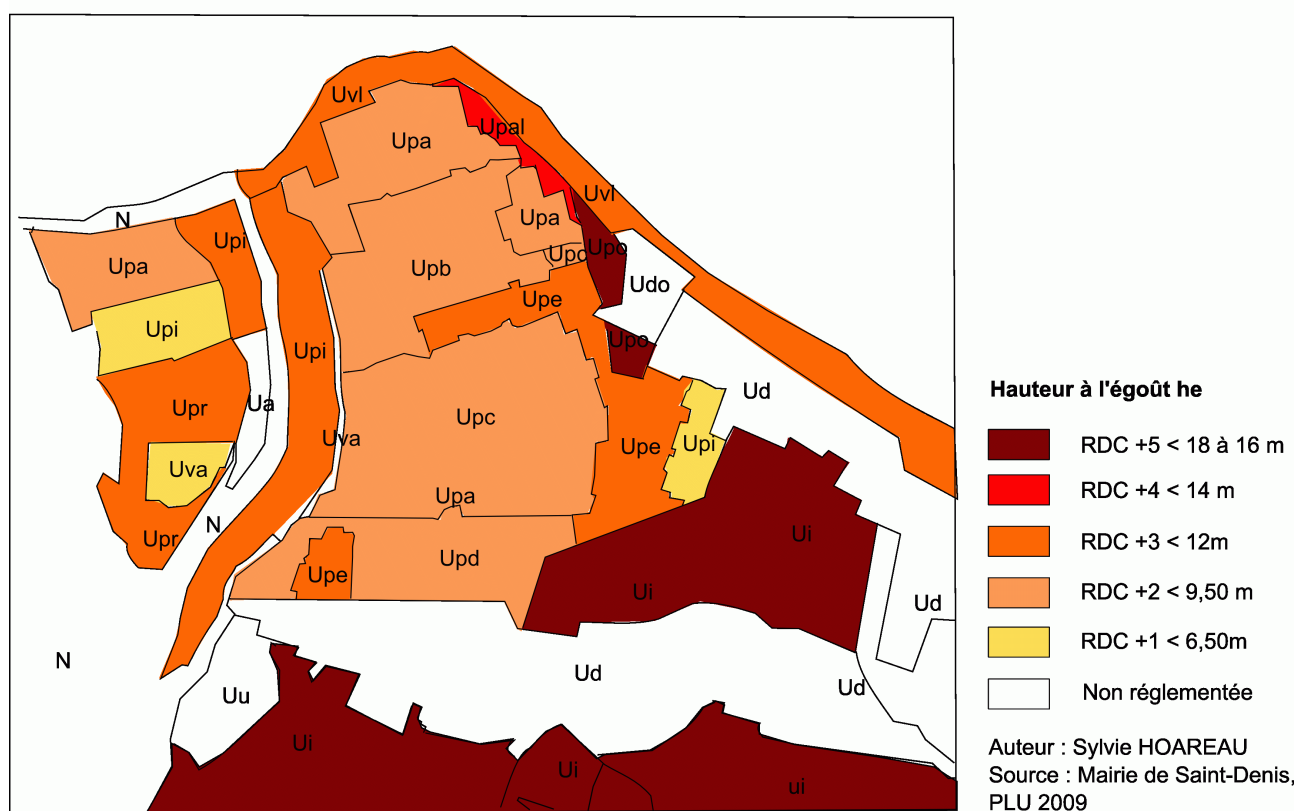 Uvl
Upa
Upal
Uvl
N
Upi
Upa
Upo
Upo
Upa
Upb
Udo
Upe
Upi
Upi
Upo
Ud
Upr
Ua
Upc
Uva
Upe
Upi
Uva
Upa
N
Upr
Upd
Ui
Upe
Ui
Ud
N
Ud
Ud
Uu
Ui
Ui
ui
Hauteur à l'égoût he
RDC +5 < 18 à 16 m
RDC +4 < 14 m
RDC +3 < 12m
RDC +2 < 9,50 m
RDC +1 < 6,50m
Non réglementée
Auteur : Sylvie HOAREAU
Source : Mairie de Saint-Denis,
PLU 2009